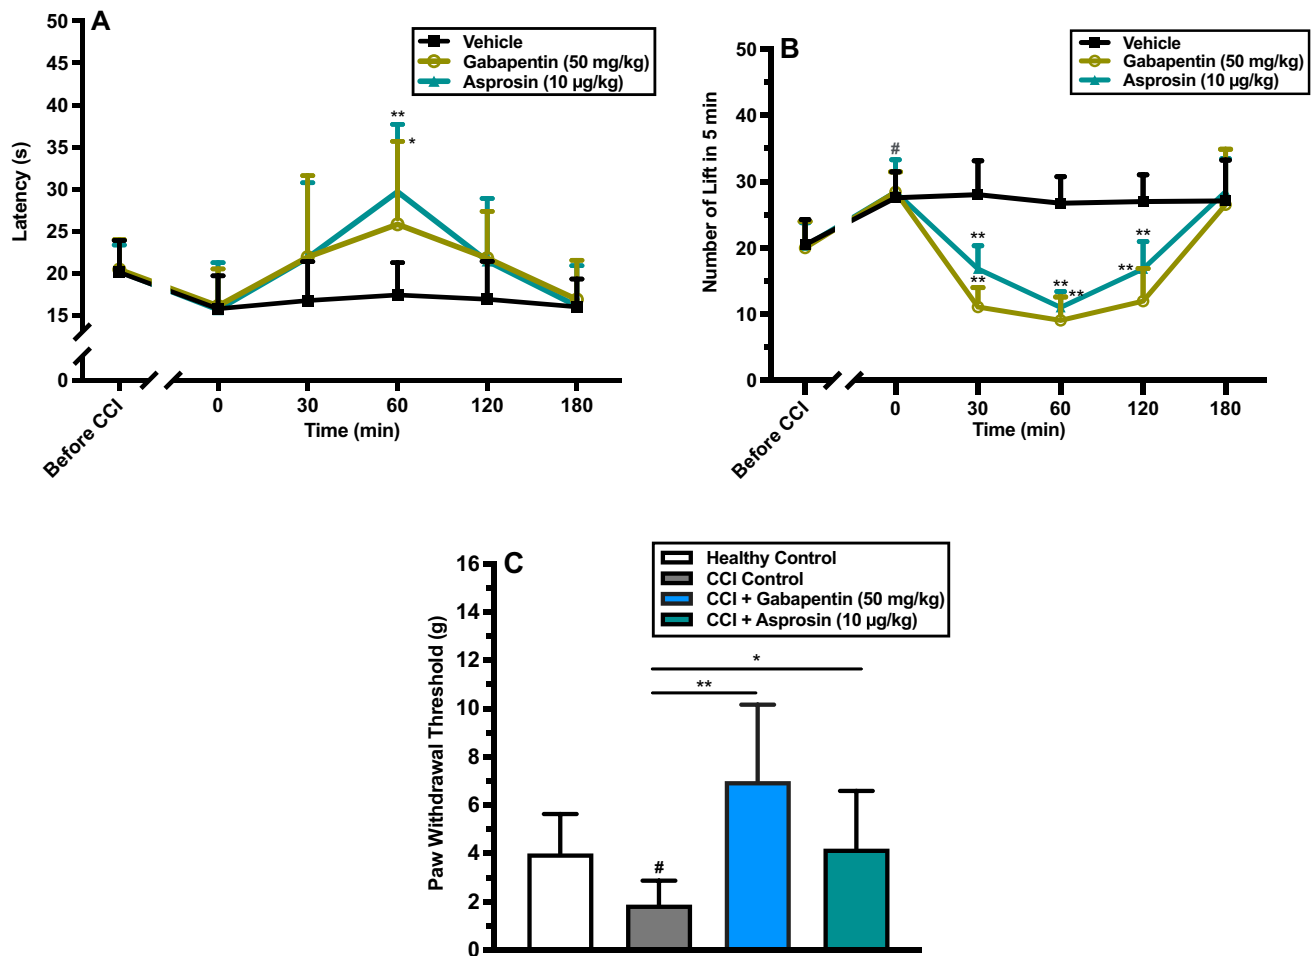 A
Vehicle
Gabapentin (50 mg/kg)
Asprosin (10 µg/kg)
50
45
40
35
30
25
20
15
0
Latency (s)
**
*
Before CCI
0
30
60
120
180
Time (min)
B
Vehicle
Gabapentin (50 mg/kg)
Asprosin (10 µg/kg)
50
40
30
20
10
0
Number of Lift in 5 min
#
**
**
**
**
**
**
Before CCI
0
30
60
120
180
Time (min)
C
Healthy Control
CCI Control
CCI + Gabapentin (50 mg/kg)
CCI + Asprosin (10 µg/kg)
16
14
12
10
8
6
4
2
0
Paw Withdrawal Threshold (g)
*
**
#